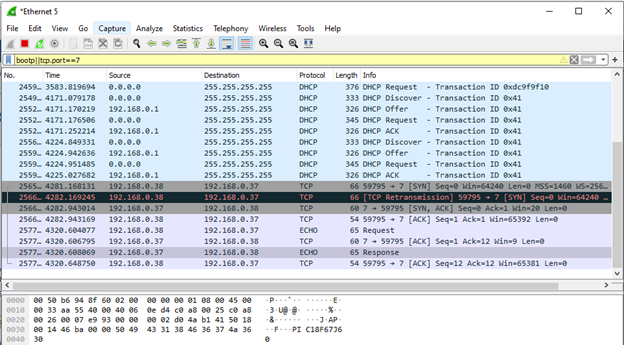 *Ethernet 5
File Edit View Go Capture Analyze Statistics Telephony Wireless Tools Help
bootp||tcp.port==7
No. Time Source Destination Protocol Length Info
2459… 3583.819694 0.0.0.0 255.255.255.255 DHCP 376 DHCP Request - Transaction ID 0xdc9f9f10
2559… 4171.079178 0.0.0.0 255.255.255.255 DHCP 333 DHCP Discover - Transaction ID 0x41
2559… 4171.170219 192.168.0.1 255.255.255.255 DHCP 326 DHCP Offer - Transaction ID 0x41
2559… 4171.176506 0.0.0.0 255.255.255.255 DHCP 345 DHCP Request - Transaction ID 0x41
2559… 4171.252214 192.168.0.1 255.255.255.255 DHCP 326 DHCP ACK - Transaction ID 0x41
2562… 4224.849331 0.0.0.0 255.255.255.255 DHCP 333 DHCP Discover - Transaction ID 0x41
2562… 4224.942636 192.168.0.1 255.255.255.255 DHCP 326 DHCP Offer - Transaction ID 0x41
2562… 4224.951485 0.0.0.0 255.255.255.255 DHCP 345 DHCP Request - Transaction ID 0x41
2562… 4225.027682 192.168.0.1 255.255.255.255 DHCP 326 DHCP ACK - Transaction ID 0x41
2565… 4281.168131 192.168.0.38 192.168.0.37 TCP 66 59795 → 7 [SYN] Seq=0 Win=64240 Len=0 MSS=1460 WS=256…
2566… 4282.169245 192.168.0.38 192.168.0.37 TCP 66 [TCP Retransmission] 59795 → 7 [SYN] Seq=0 Win=64240 …
2566… 4282.943014 192.168.0.37 192.168.0.38 TCP 60 7 → 59795 [SYN, ACK] Seq=0 Ack=1 Win=20 Len=0
2566… 4282.943169 192.168.0.38 192.168.0.37 TCP 54 59795 → 7 [ACK] Seq=1 Ack=1 Win=65392 Len=0
2577… 4320.604077 192.168.0.38 192.168.0.37 ECHO 65 Request
2577… 4320.606795 192.168.0.37 192.168.0.38 TCP 60 7 → 59795 [ACK] Seq=1 Ack=12 Win=9 Len=0
2577… 4320.608069 192.168.0.37 192.168.0.38 ECHO 65 Response
2577… 4320.648750 192.168.0.38 192.168.0.37 TCP 54 59795 → 7 [ACK] Seq=12 Ack=12 Win=65381 Len=0
0000 00 50 b6 94 8f 60 02 00 00 00 00 01 08 00 45 00 ·P···`·· ······E·
0010 00 33 aa 55 40 00 40 06 0e d4 c0 a8 00 25 c0 a8 ·3·U@·@· ·····%··
0020 00 26 00 07 e9 93 00 00 00 02 d0 4a b1 41 50 18 ·&······ ···J·AP·
0030 00 14 46 ba 00 00 50 49 43 31 38 46 36 37 4a 36 ··F···PI C18F67J6
0040 30 0